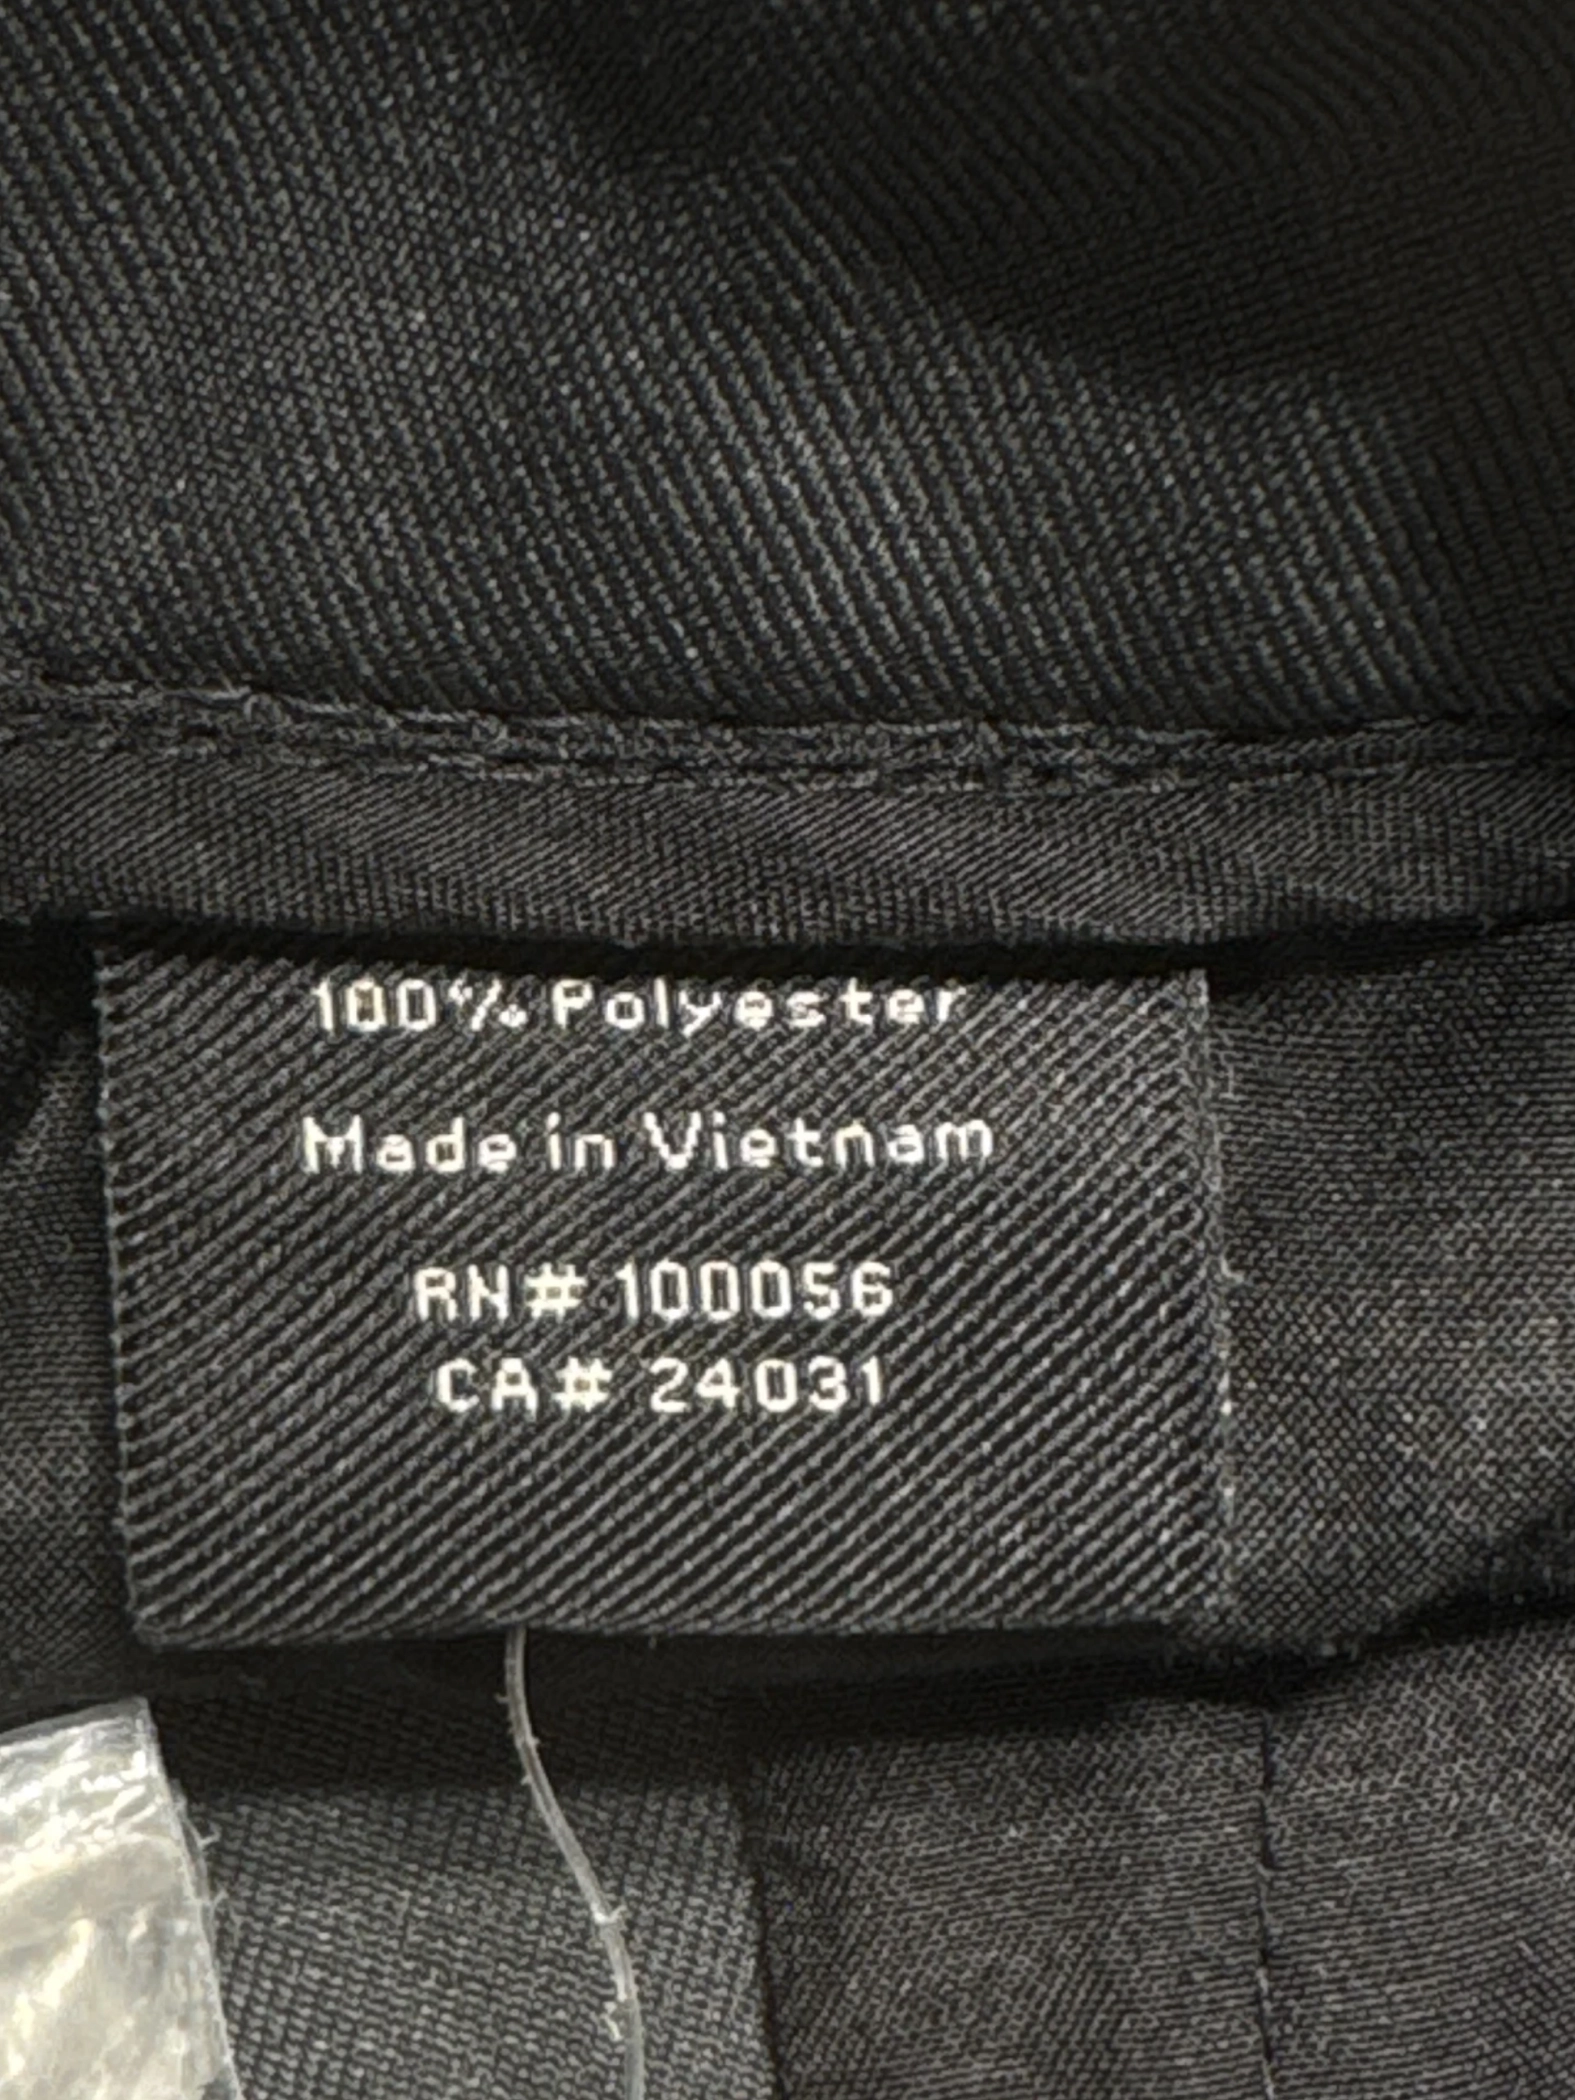 100% Polyester
Made in Vietnam
RN# 100056
CA# 24031